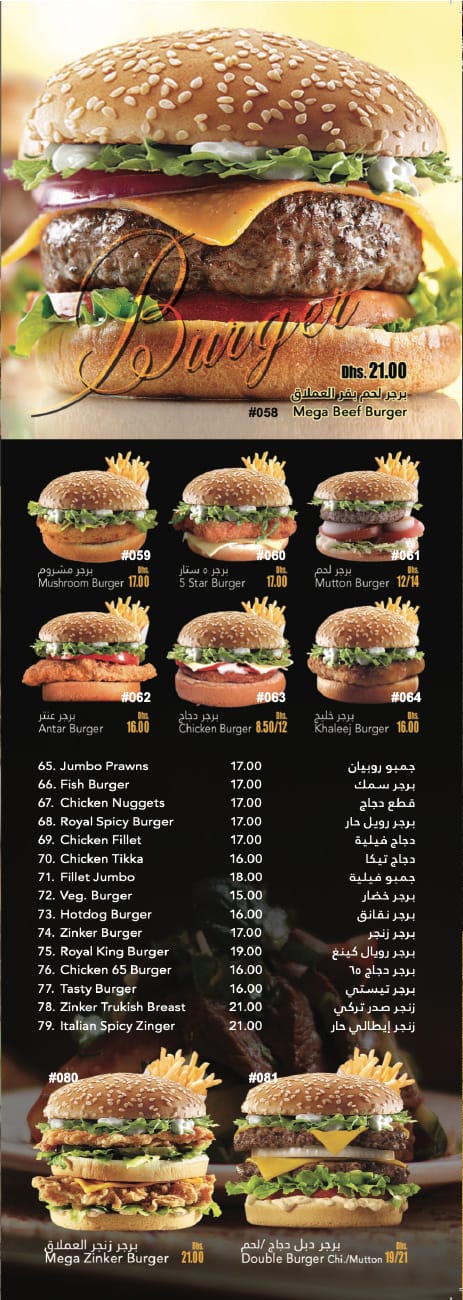 Burger
Dhs. 21.00
برجر لحم بقر العملاق
#058 Mega Beef Burger
#059
برجر مشروم
Mushroom Burger
Dhs.
17.00
#060
برجر ٥ ستار
5 Star Burger
Dhs.
17.00
#061
برجر لحم
Mutton Burger
Dhs.
12/14
#062
برجر عنتر
Antar Burger
Dhs.
16.00
#063
برجر دجاج
Chicken Burger
Dhs.
8.50/12
#064
برجر خليج
Khaleej Burger
Dhs.
16.00
65. Jumbo Prawns 17.00 جمبو روبيان
66. Fish Burger 17.00 برجر سمك
67. Chicken Nuggets 17.00 قطع دجاج
68. Royal Spicy Burger 17.00 برجر رويل حار
69. Chicken Fillet 17.00 دجاج فيلية
70. Chicken Tikka 16.00 دجاج تيكا
71. Fillet Jumbo 18.00 جمبو فيلية
72. Veg. Burger 15.00 برجر خضار
73. Hotdog Burger 16.00 برجر نقانق
74. Zinker Burger 17.00 برجر زنجر
75. Royal King Burger 19.00 برجر رويال كينغ
76. Chicken 65 Burger 16.00 برجر دجاج ٦٥
77. Tasty Burger 16.00 برجر تيستي
78. Zinker Trukish Breast 21.00 زنجر صدر تركي
79. Italian Spicy Zinger 21.00 زنجر إيطالي حار
#080
برجر زنجر العملاق
Mega Zinker Burger
Dhs.
21.00
#081
برجر دبل دجاج /لحم
Double Burger Chi./Mutton
Dhs.
19/21